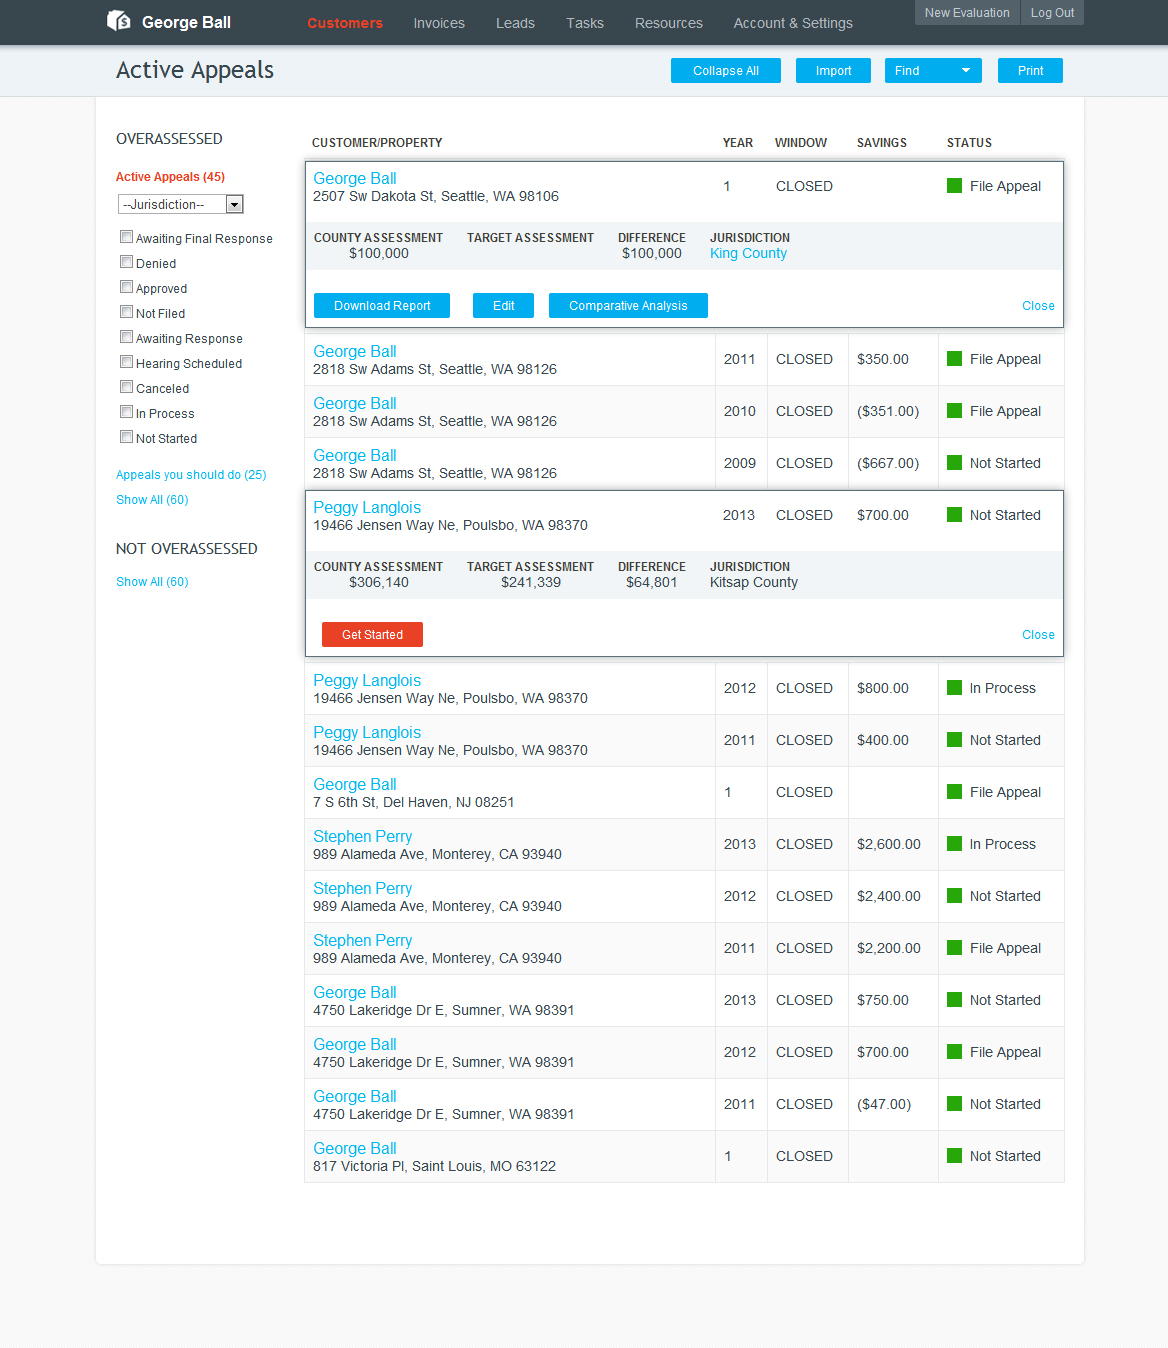 George Ball
Customers Invoices Leads Tasks Resources Account & Settings
New Evaluation Log Out
Active Appeals
Collapse All Import Find Print
OVERASSESSED
Active Appeals (45)
--Jurisdiction--
Awaiting Final Response
Denied
Approved
Not Filed
Awaiting Response
Hearing Scheduled
Canceled
In Process
Not Started
Appeals you should do (25)
Show All (60)
NOT OVERASSESSED
Show All (60)
CUSTOMER/PROPERTY YEAR WINDOW SAVINGS STATUS
George Ball
2507 Sw Dakota St, Seattle, WA 98106
1 CLOSED File Appeal
COUNTY ASSESSMENT TARGET ASSESSMENT DIFFERENCE JURISDICTION
$100,000 $100,000 King County
Download Report Edit Comparative Analysis Close
George Ball
2818 Sw Adams St, Seattle, WA 98126
2011 CLOSED $350.00 File Appeal
George Ball
2818 Sw Adams St, Seattle, WA 98126
2010 CLOSED ($351.00) File Appeal
George Ball
2818 Sw Adams St, Seattle, WA 98126
2009 CLOSED ($667.00) Not Started
Peggy Langlois
19466 Jensen Way Ne, Poulsbo, WA 98370
2013 CLOSED $700.00 Not Started
COUNTY ASSESSMENT TARGET ASSESSMENT DIFFERENCE JURISDICTION
$306,140 $241,339 $64,801 Kitsap County
Get Started Close
Peggy Langlois
19466 Jensen Way Ne, Poulsbo, WA 98370
2012 CLOSED $800.00 In Process
Peggy Langlois
19466 Jensen Way Ne, Poulsbo, WA 98370
2011 CLOSED $400.00 Not Started
George Ball
7 S 6th St, Del Haven, NJ 08251
1 CLOSED File Appeal
Stephen Perry
989 Alameda Ave, Monterey, CA 93940
2013 CLOSED $2,600.00 In Process
Stephen Perry
989 Alameda Ave, Monterey, CA 93940
2012 CLOSED $2,400.00 Not Started
Stephen Perry
989 Alameda Ave, Monterey, CA 93940
2011 CLOSED $2,200.00 File Appeal
George Ball
4750 Lakeridge Dr E, Sumner, WA 98391
2013 CLOSED $750.00 Not Started
George Ball
4750 Lakeridge Dr E, Sumner, WA 98391
2012 CLOSED $700.00 File Appeal
George Ball
4750 Lakeridge Dr E, Sumner, WA 98391
2011 CLOSED ($47.00) Not Started
George Ball
817 Victoria Pl, Saint Louis, MO 63122
1 CLOSED Not Started